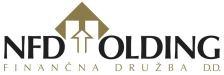 NFD HOLDING
FINANČNA DRUŽBA D.D.